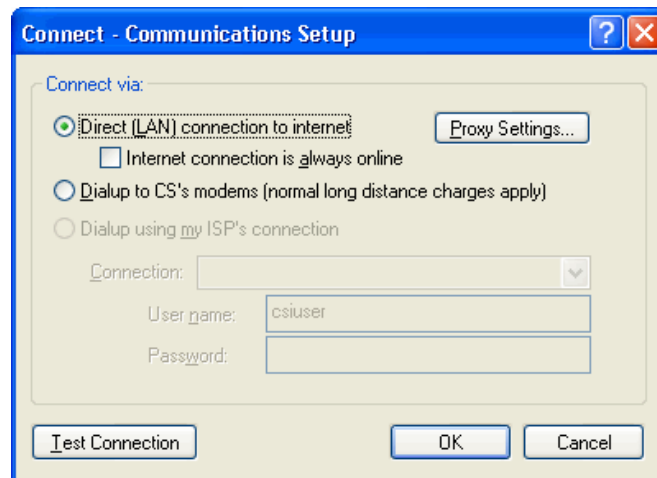 Connect - Communications Setup
Connect via:
Direct (LAN) connection to internet
Proxy Settings...
Internet connection is always online
Dialup to CS's modems (normal long distance charges apply)
Dialup using my ISP's connection
Connection:
User name: csiuser
Password:
Test Connection
OK
Cancel